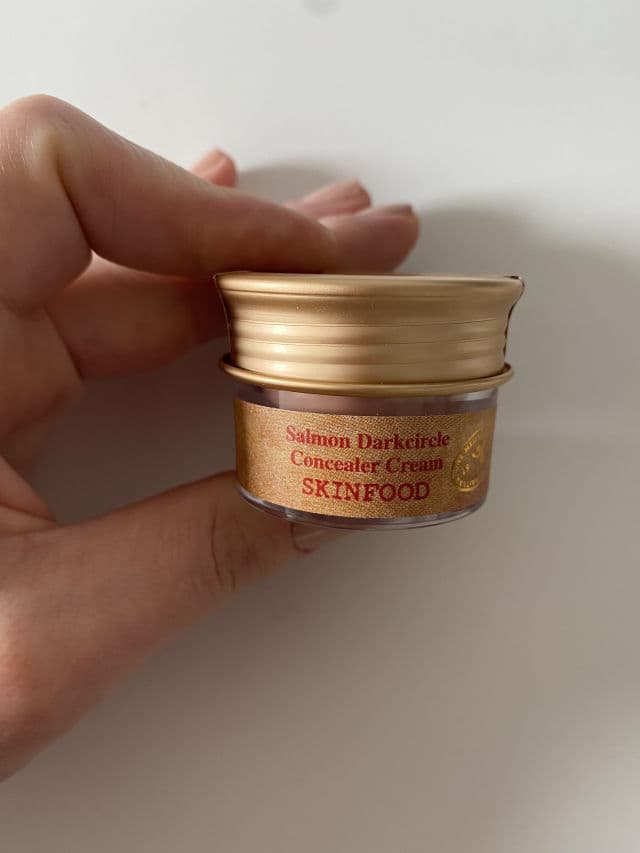 Salmon Darkcircle
Concealer Cream
SKINFOOD